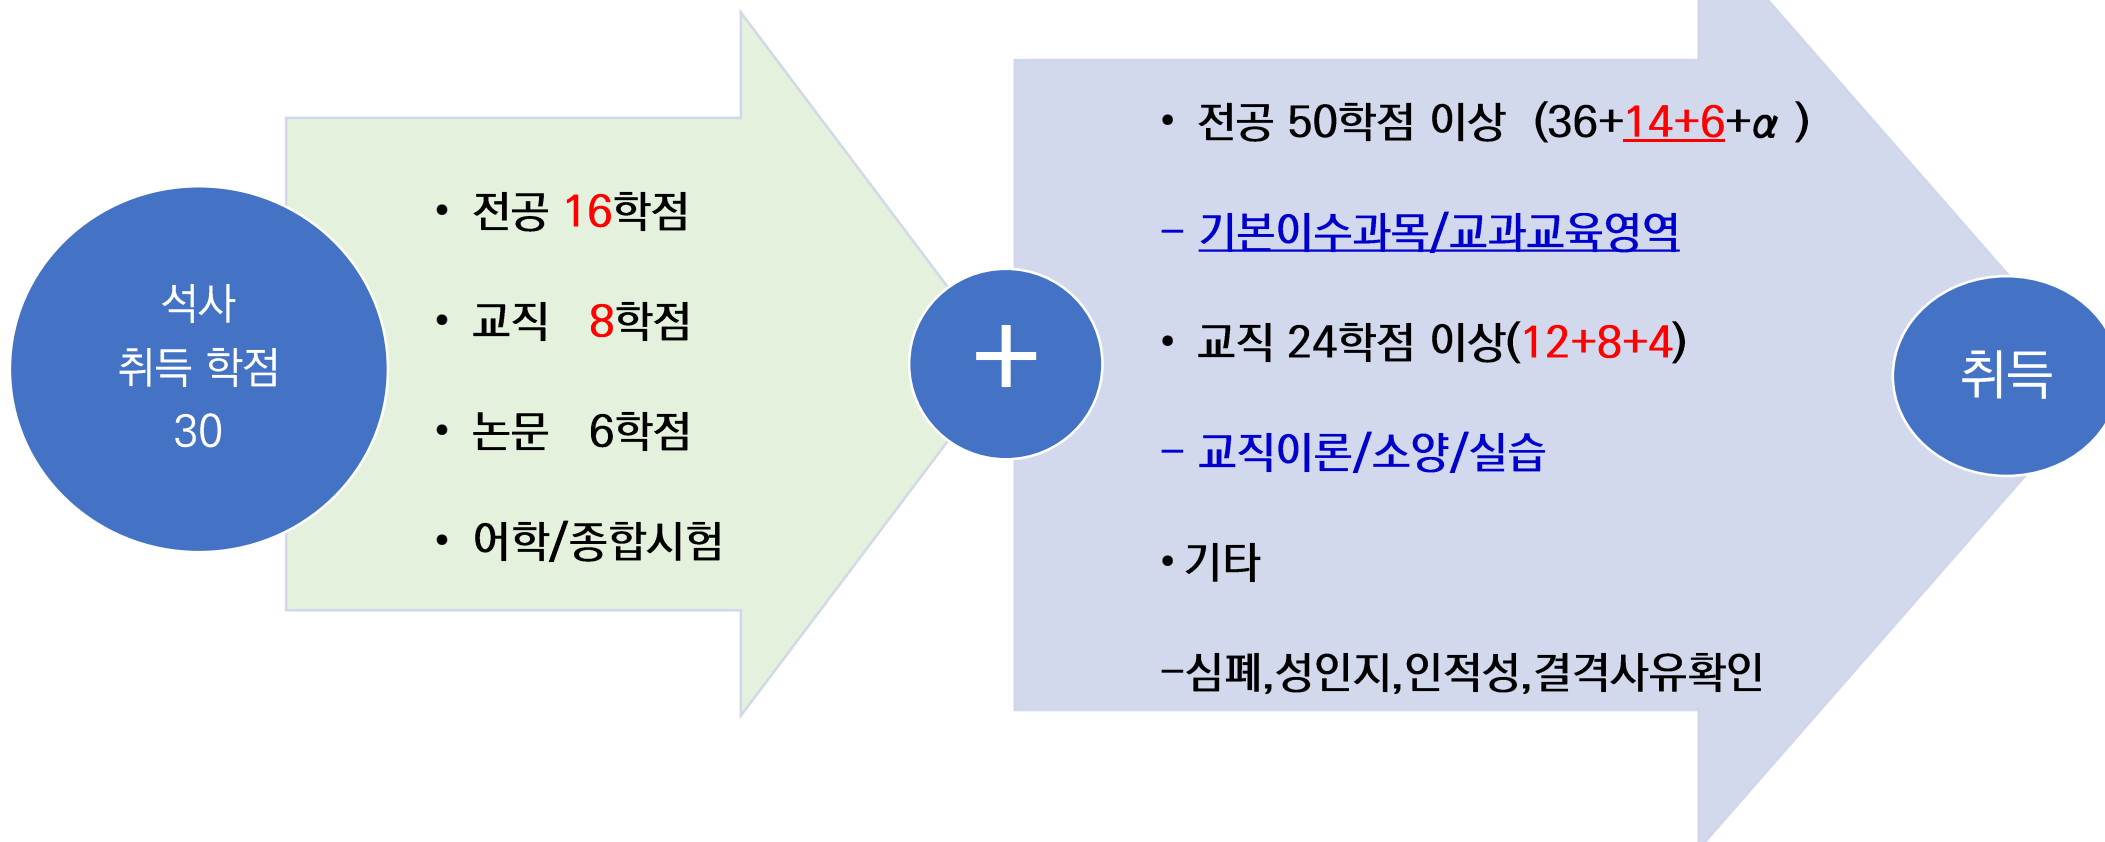 석사
취득 학점
30
• 전공 16학점
• 교직 8학점
• 논문 6학점
• 어학/종합시험
+
• 전공 50학점 이상 (36+14+6+α )
- 기본이수과목/교과교육영역
• 교직 24학점 이상(12+8+4)
- 교직이론/소양/실습
• 기타
-심폐,성인지,인적성,결격사유확인
취득